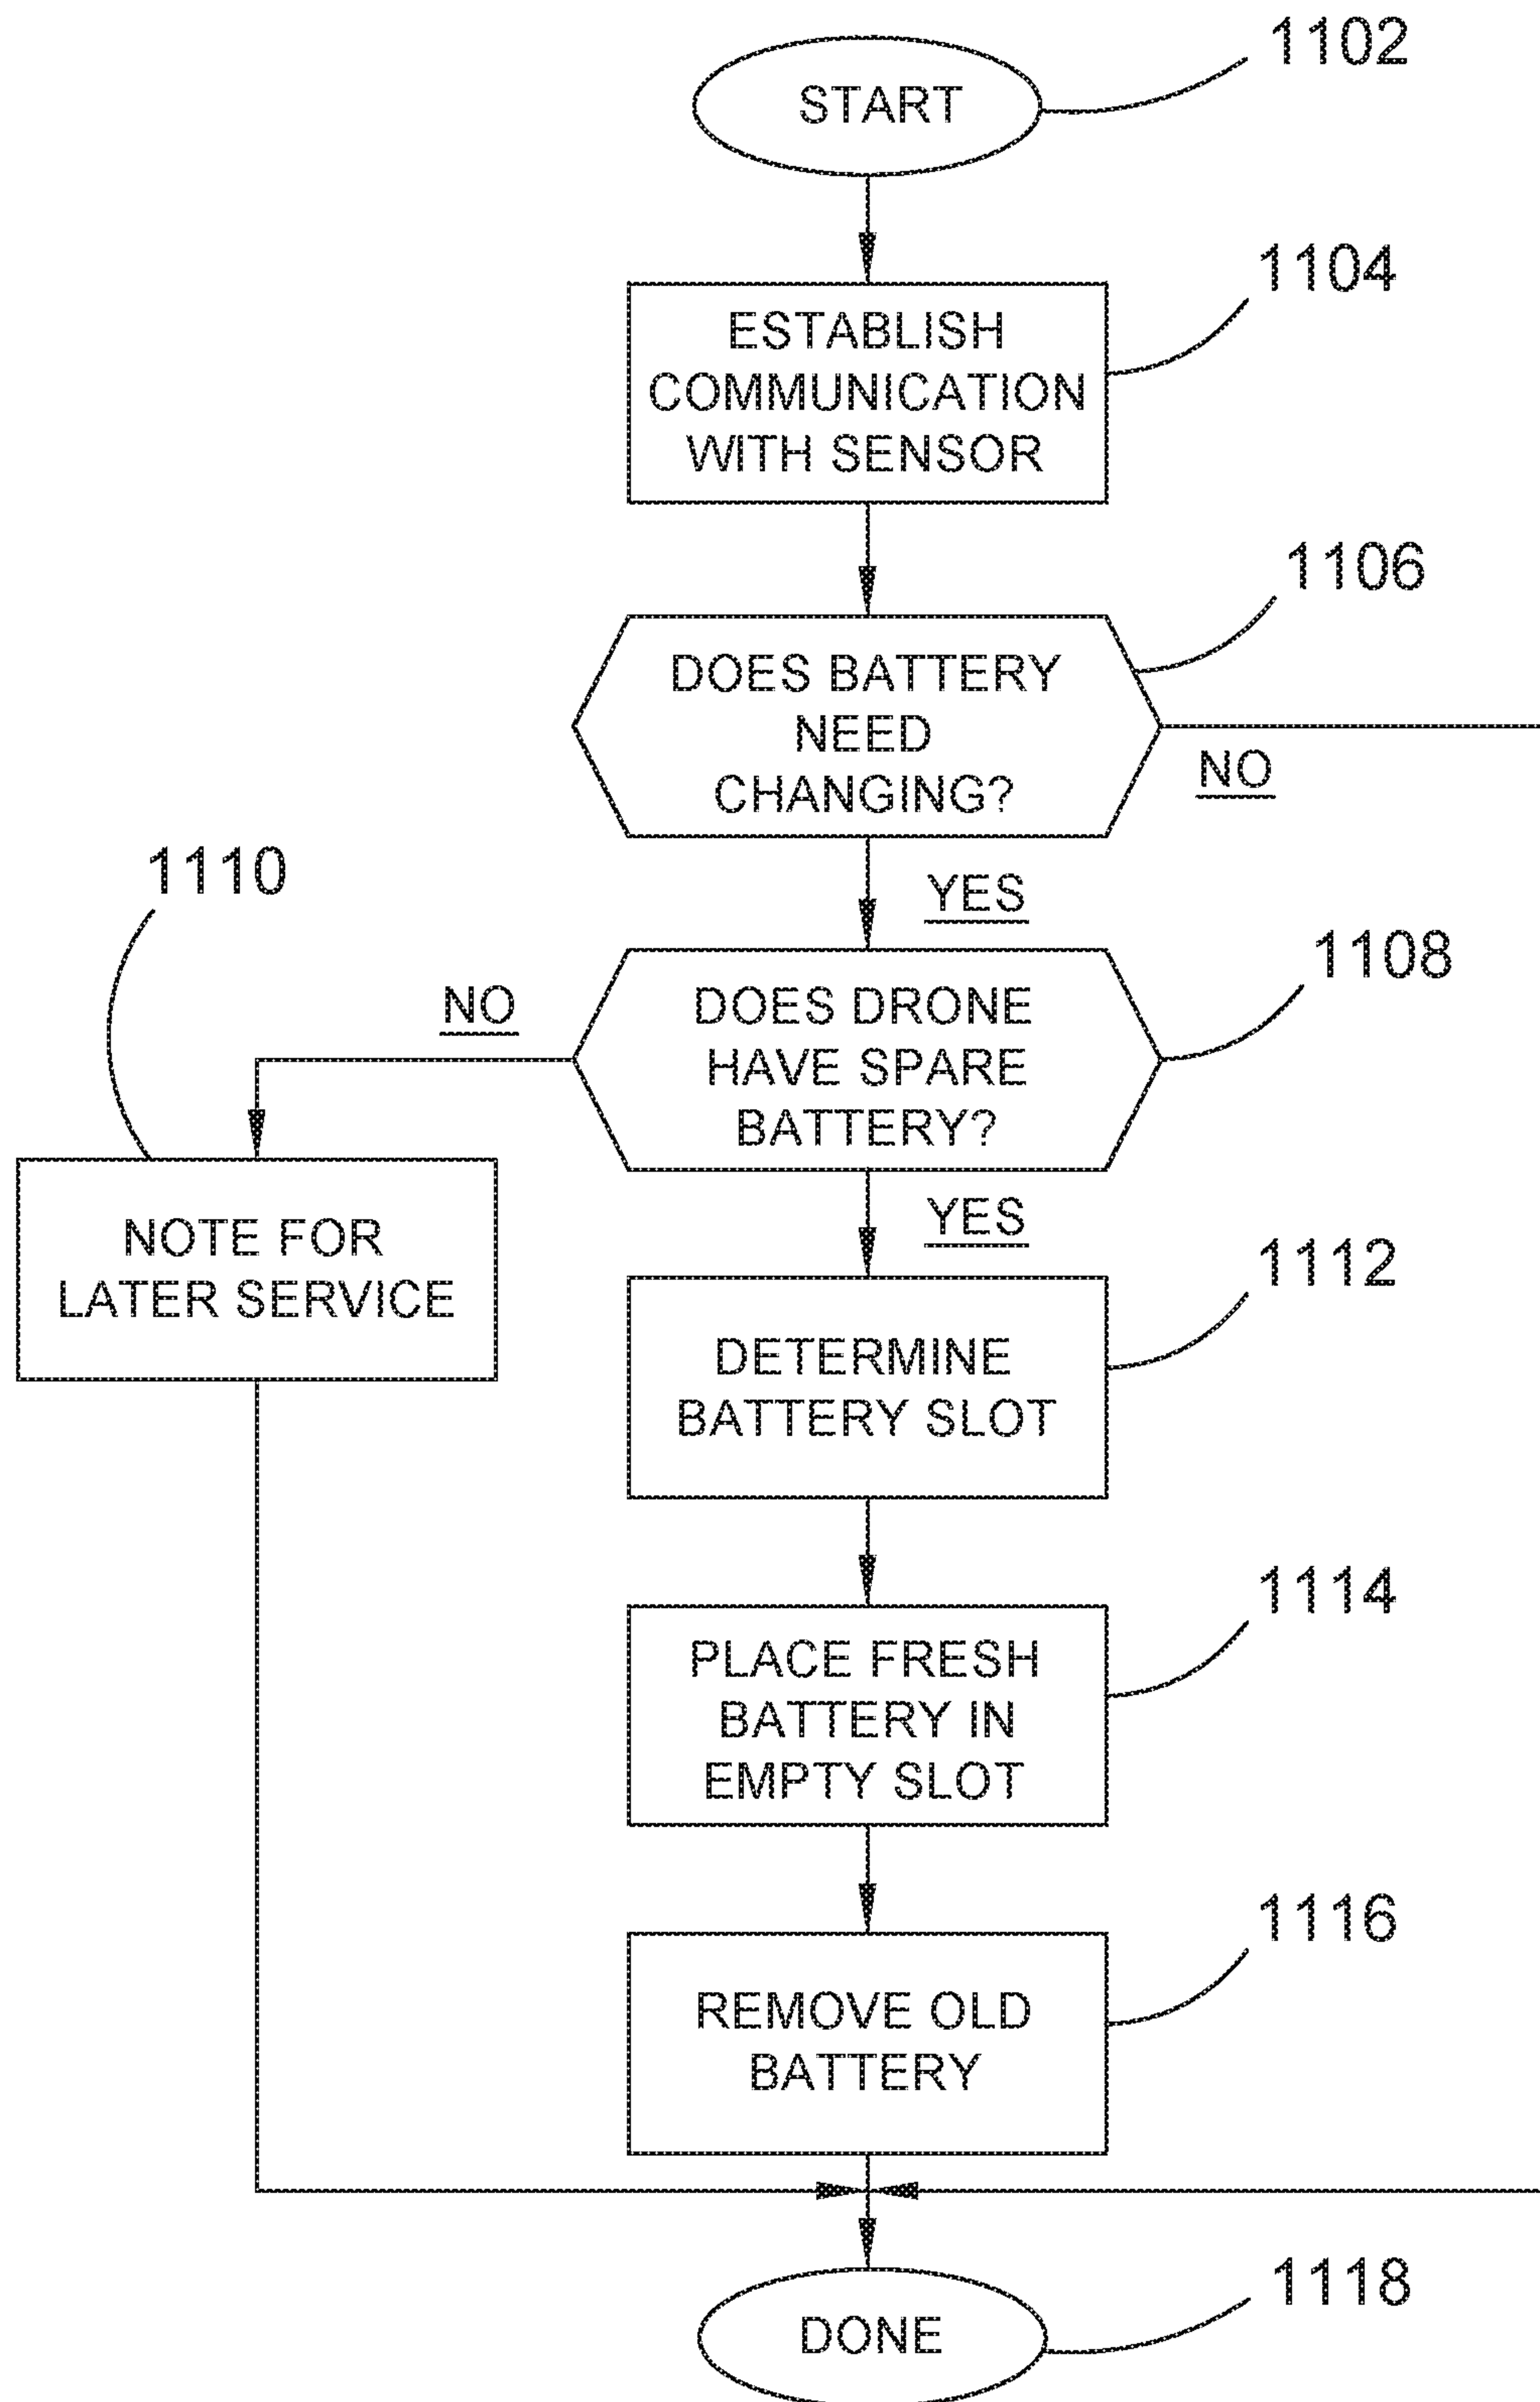 1102
START
1104
ESTABLISH
COMMUNICATION
WITH SENSOR
1106
DOES BATTERY
NEED
CHANGING?
NO
YES
1108
DOES DRONE
HAVE SPARE
BATTERY?
NO
1110
NOTE FOR
LATER SERVICE
YES
1112
DETERMINE
BATTERY SLOT
1114
PLACE FRESH
BATTERY IN
EMPTY SLOT
1116
REMOVE OLD
BATTERY
1118
DONE